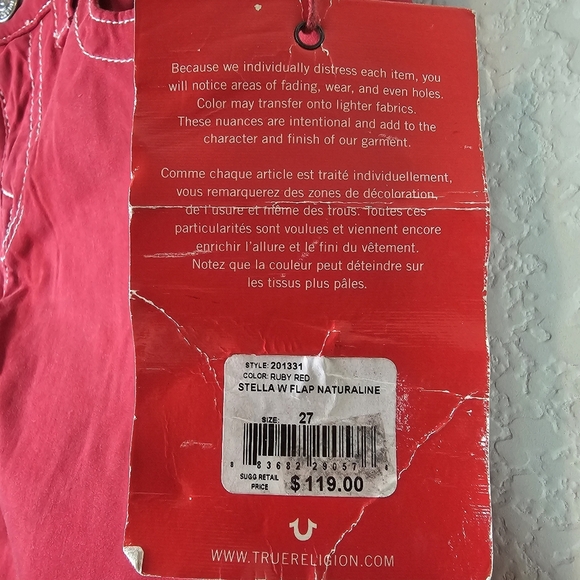 Because we individually distress each item, you
will notice areas of fading, wear, and even holes.
Color may transfer onto lighter fabrics.
These nuances are intentional and add to the
character and finish of our garment.
Comme chaque article est traité individuellement,
vous remarquerez des zones de décoloration,
de l'usure et même des trous. Toutes ces
particularités sont voulues et viennent encore
enrichir l'allure et le fini du vêtement.
Notez que la couleur peut déteindre sur
les tissus plus pâles.
STYLE: 201331
COLOR: RUBY RED
STELLA W FLAP NATURALINE
SIZE: 27
8 83682 29057 4
SUGG RETAIL
PRICE $119.00
WWW.TRUERELIGION.COM